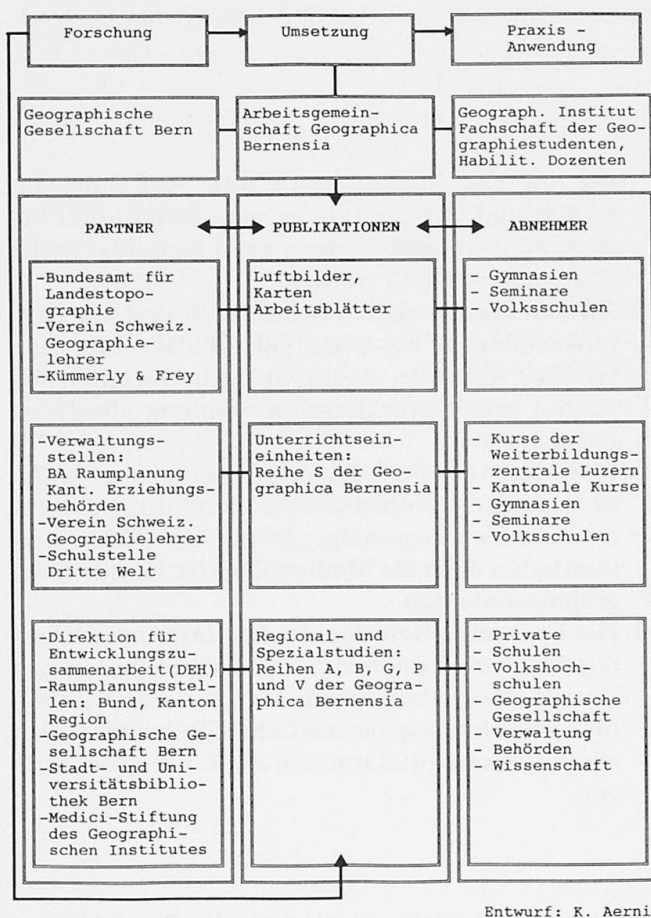 Forschung
Umsetzung
Praxis -
Anwendung
Geographische
Gesellschaft Bern
Arbeitsgemein-
schaft Geographica
Bernensia
Geograph. Institut
Fachschaft der Geo-
graphiestudenten,
Habilit. Dozenten
PARTNER
PUBLIKATIONEN
ABNEHMER
-Bundesamt für
Landestopo-
graphie
-Verein Schweiz.
Geographie-
lehrer
-Kümmerly & Frey
Luftbilder,
Karten
Arbeitsblätter
- Gymnasien
- Seminare
- Volksschulen
-Verwaltungs-
stellen:
BA Raumplanung
Kant. Erziehungs-
behörden
-Verein Schweiz.
Geographielehrer
-Schulstelle
Dritte Welt
Unterrichtsein-
einheiten:
Reihe S der Geo-
graphica Bernensia
- Kurse der
Weiterbildungs-
zentrale Luzern
- Kantonale Kurse
- Gymnasien
- Seminare
- Volksschulen
-Direktion für
Entwicklungszu-
sammenarbeit(DEH)
-Raumplanungsstel-
len: Bund, Kanton
Region
-Geographische Ge-
sellschaft Bern
-Stadt- und Uni-
versitätsbiblio-
thek Bern
-Medici-Stiftung
des Geographi-
schen Institutes
Regional- und
Spezialstudien:
Reihen A, B, G, P
und V der Geogra-
phica Bernensia
- Private
- Schulen
- Volkshoch-
schulen
- Geographische
Gesellschaft
- Verwaltung
- Behörden
- Wissenschaft
Entwurf: K. Aerni